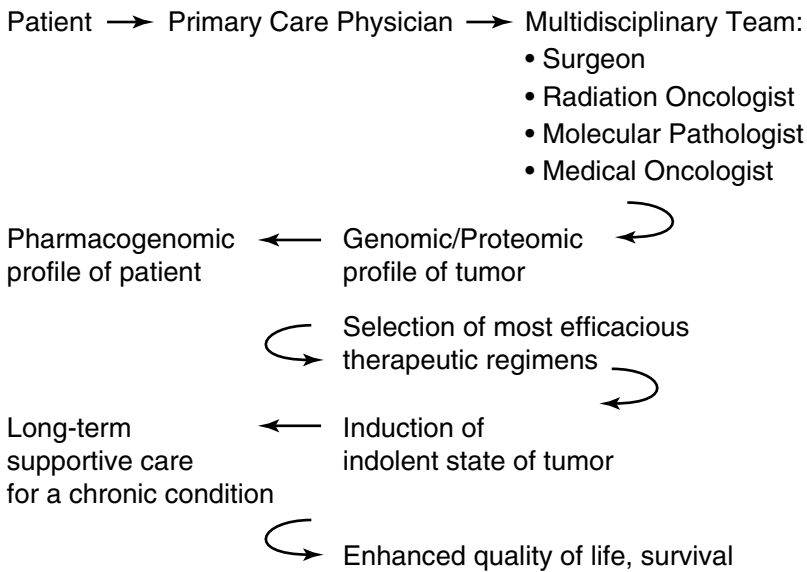 Patient → Primary Care Physician → Multidisciplinary Team:
• Surgeon
• Radiation Oncologist
• Molecular Pathologist
• Medical Oncologist
Pharmacogenomic ← Genomic/Proteomic
profile of patient profile of tumor
Selection of most efficacious
therapeutic regimens
Long-term ← Induction of
supportive care indolent state of tumor
for a chronic condition
Enhanced quality of life, survival